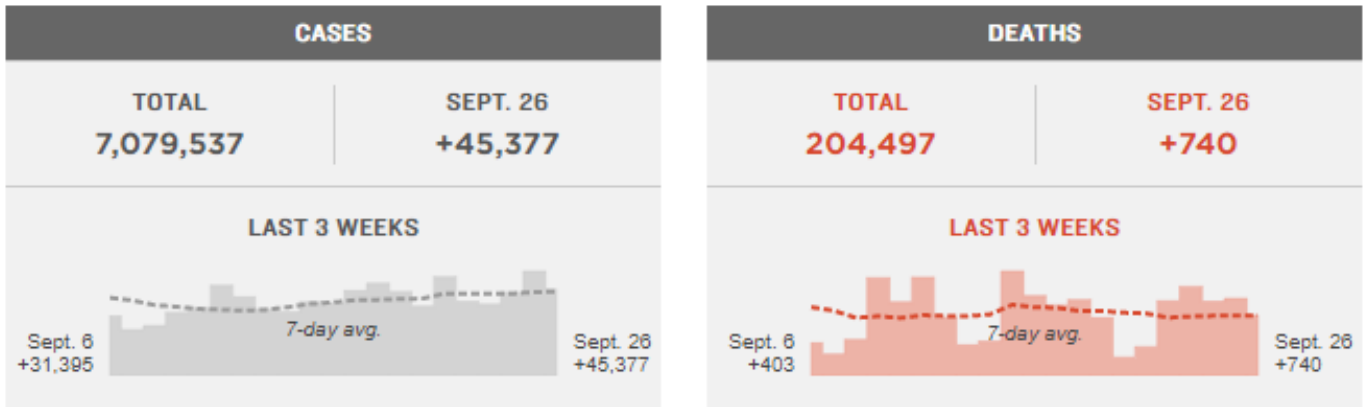 CASES
TOTAL
7,079,537
SEPT. 26
+45,377
LAST 3 WEEKS
7-day avg.
Sept. 6
+31,395
Sept. 26
+45,377
DEATHS
TOTAL
204,497
SEPT. 26
+740
LAST 3 WEEKS
7-day avg.
Sept. 6
+403
Sept. 26
+740